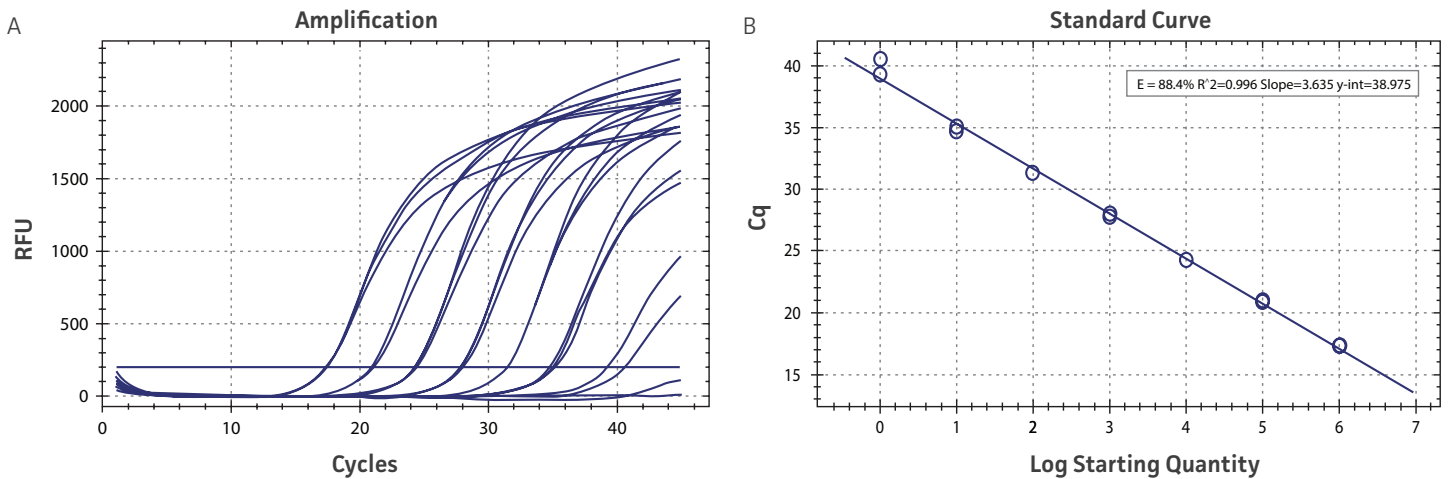 A
Amplification
2000
1500
1000
500
0
RFU
0 10 20 30 40
Cycles
B
Standard Curve
E = 88.4% R^2=0.996 Slope=3.635 y-int=38.975
40
35
30
25
20
15
Cq
0 1 2 3 4 5 6 7
Log Starting Quantity